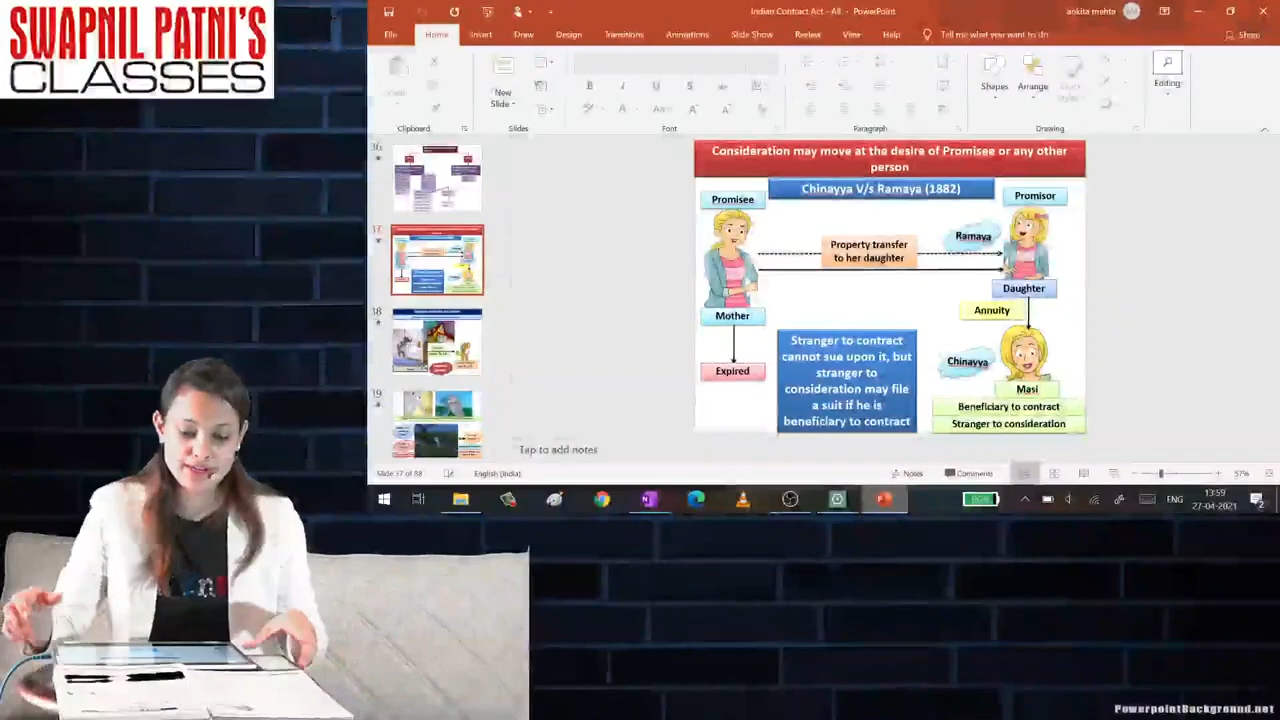 SWAPNIL PATNI'S
CLASSES
Indian Contract Act - All - PowerPoint
ankita mehta
File
Home
Insert
Draw
Design
Transitions
Animations
Slide Show
Review
View
Help
Tell me what you want to do
Share
New
Slide
Shapes
Arrange
Editing
Clipboard
Slides
Font
Paragraph
Drawing
36
37
38
39
Consideration may move at the desire of Promisee or any other
person
Chinayya V/s Ramaya (1882)
Promisee
Promisor
Ramaya
Property transfer
to her daughter
Daughter
Mother
Annuity
Expired
Stranger to contract
cannot sue upon it, but
stranger to
consideration may file
a suit if he is
beneficiary to contract
Chinayya
Masi
Beneficiary to contract
Stranger to consideration
Tap to add notes
Slide 37 of 88
English (India)
Notes
Comments
57%
ENG
13:59
27-04-2021
PowerpointBackground.net